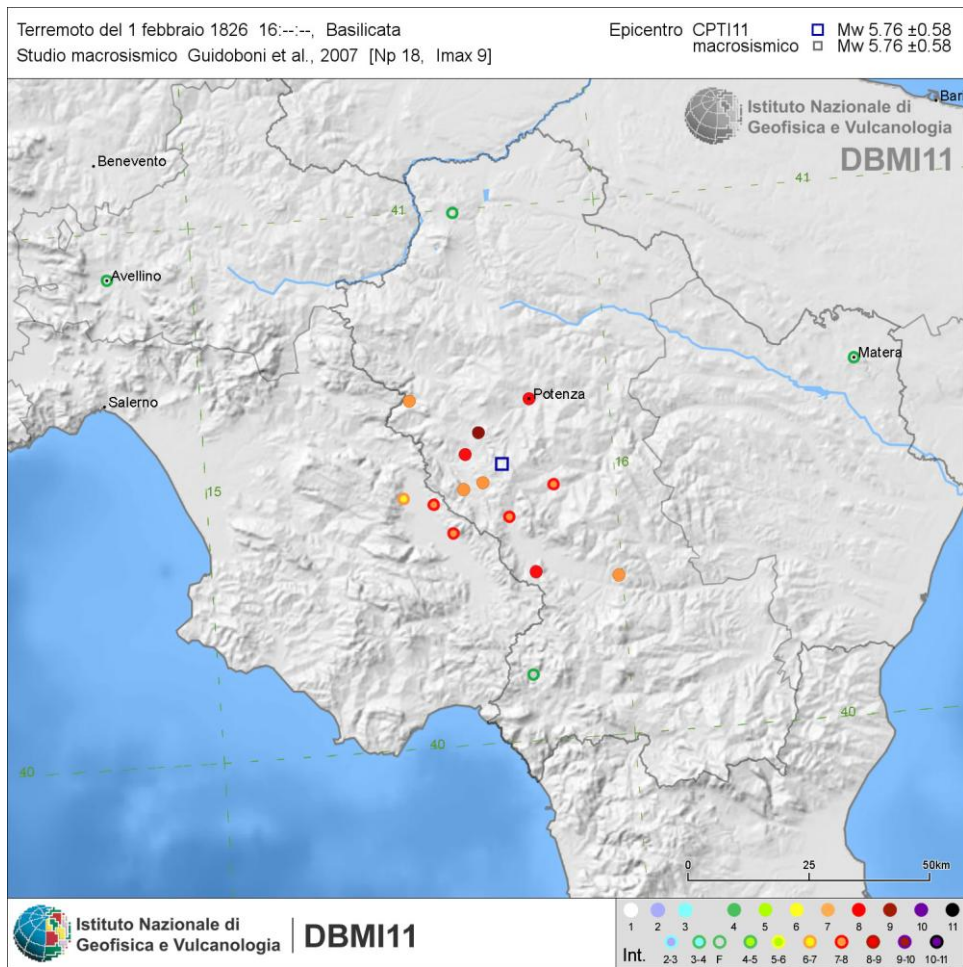 Terremoto del 1 febbraio 1826 16:--:--, Basilicata
Studio macrosismico Guidoboni et al., 2007 [Np 18, Imax 9]
Epicentro CPTI11 Mw 5.76 ±0.58
macrosismico Mw 5.76 ±0.58
Bari
Istituto Nazionale di
Geofisica e Vulcanologia
DBMI11
Benevento
41
41
Avellino
Matera
Salerno
Potenza
15
16
40
40
40
0 25 50km
Istituto Nazionale di
Geofisica e Vulcanologia
DBMI11
1 2 3 4 5 6 7 8 9 10 11
Int. 2-3 3-4 F 4-5 5-6 6-7 7-8 8-9 9-10 10-11